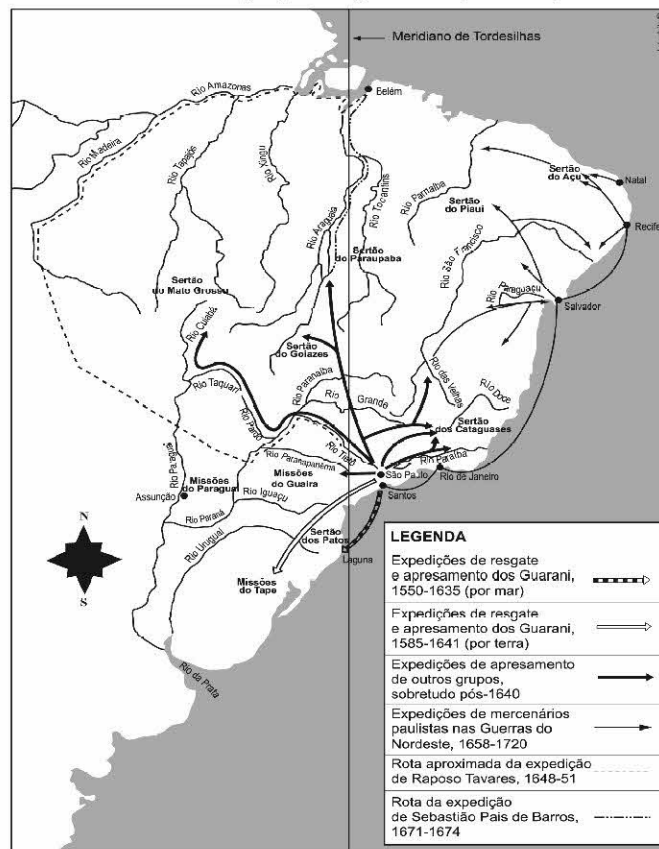 Meridiano de Tordesilhas
Belém
Rio Amazonas
Rio Madeira
Rio Tapajós
Rio Xingu
Rio Araguaia
Rio Tocantins
Rio Parnaíba
Sertão
do Açu
Natal
Sertão
do Piauí
Recife
Rio São Francisco
Sertão
do Paraupaba
Rio
Paraguaçu
Salvador
Sertão
do Mato Grosso
Rio Cuiabá
Sertão
do Goiazes
Rio Paranaíba
Rio das Velhas
Rio Doce
Rio Taquari
Rio
Grande
Sertão
dos Cataguases
Rio Pardo
Rio Tietê
Rio Paraguai
Rio Paranapanema
Rio Paraíba
São Paulo
Rio de Janeiro
Santos
Missões
do Paraguai
Missões
do Guaira
Assunção
Rio Iguaçu
Rio Paraná
Rio Uruguai
Sertão
dos Patos
Laguna
Missões
do Tape
N
S
Rio da Prata
LEGENDA
Expedições de resgate
e apresamento dos Guarani,
1550-1635 (por mar)
Expedições de resgate
e apresamento dos Guarani,
1585-1641 (por terra)
Expedições de apresamento
de outros grupos,
sobretudo pós-1640
Expedições de mercenários
paulistas nas Guerras do
Nordeste, 1658-1720
Rota aproximada da expedição
de Raposo Tavares, 1648-51
Rota da expedição
de Sebastião Pais de Barros,
1671-1674